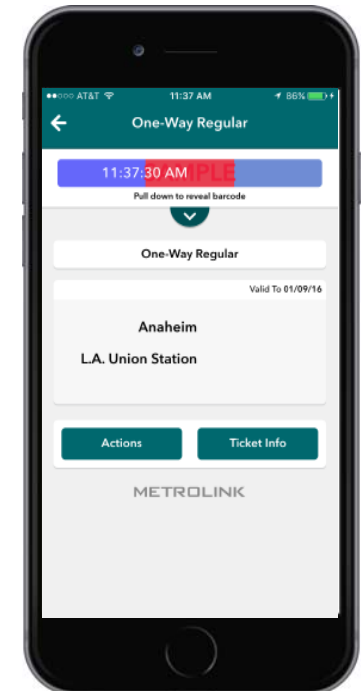 AT&T 11:37 AM 86%
One-Way Regular
11:37:30 AM SAMPLE
Pull down to reveal barcode
One-Way Regular
Valid To 01/09/16
Anaheim
L.A. Union Station
Actions Ticket Info
METROLINK